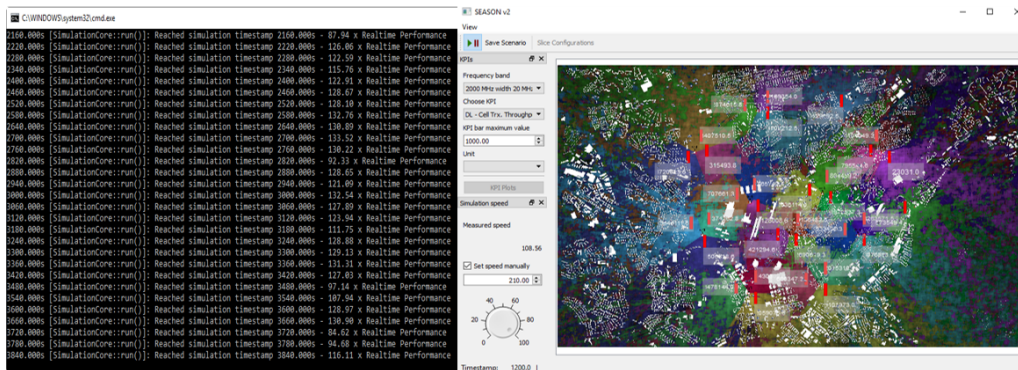 C:\WINDOWS\system32\cmd.exe
2160.000s [SimulationCore::run()]: Reached simulation timestamp 2160.000s - 87.94 x Realtime Performance
2220.000s [SimulationCore::run()]: Reached simulation timestamp 2220.000s - 126.06 x Realtime Performance
2280.000s [SimulationCore::run()]: Reached simulation timestamp 2280.000s - 122.59 x Realtime Performance
2340.000s [SimulationCore::run()]: Reached simulation timestamp 2340.000s - 115.76 x Realtime Performance
2400.000s [SimulationCore::run()]: Reached simulation timestamp 2400.000s - 122.91 x Realtime Performance
2460.000s [SimulationCore::run()]: Reached simulation timestamp 2460.000s - 128.67 x Realtime Performance
2520.000s [SimulationCore::run()]: Reached simulation timestamp 2520.000s - 128.10 x Realtime Performance
2580.000s [SimulationCore::run()]: Reached simulation timestamp 2580.000s - 132.76 x Realtime Performance
2640.000s [SimulationCore::run()]: Reached simulation timestamp 2640.000s - 130.89 x Realtime Performance
2700.000s [SimulationCore::run()]: Reached simulation timestamp 2700.000s - 133.52 x Realtime Performance
2760.000s [SimulationCore::run()]: Reached simulation timestamp 2760.000s - 130.22 x Realtime Performance
2820.000s [SimulationCore::run()]: Reached simulation timestamp 2820.000s - 92.33 x Realtime Performance
2880.000s [SimulationCore::run()]: Reached simulation timestamp 2880.000s - 128.65 x Realtime Performance
2940.000s [SimulationCore::run()]: Reached simulation timestamp 2940.000s - 121.09 x Realtime Performance
3000.000s [SimulationCore::run()]: Reached simulation timestamp 3000.000s - 132.54 x Realtime Performance
3060.000s [SimulationCore::run()]: Reached simulation timestamp 3060.000s - 127.89 x Realtime Performance
3120.000s [SimulationCore::run()]: Reached simulation timestamp 3120.000s - 123.94 x Realtime Performance
3180.000s [SimulationCore::run()]: Reached simulation timestamp 3180.000s - 111.75 x Realtime Performance
3240.000s [SimulationCore::run()]: Reached simulation timestamp 3240.000s - 128.88 x Realtime Performance
3300.000s [SimulationCore::run()]: Reached simulation timestamp 3300.000s - 129.13 x Realtime Performance
3360.000s [SimulationCore::run()]: Reached simulation timestamp 3360.000s - 131.31 x Realtime Performance
3420.000s [SimulationCore::run()]: Reached simulation timestamp 3420.000s - 127.03 x Realtime Performance
3480.000s [SimulationCore::run()]: Reached simulation timestamp 3480.000s - 97.14 x Realtime Performance
3540.000s [SimulationCore::run()]: Reached simulation timestamp 3540.000s - 107.94 x Realtime Performance
3600.000s [SimulationCore::run()]: Reached simulation timestamp 3600.000s - 128.97 x Realtime Performance
3660.000s [SimulationCore::run()]: Reached simulation timestamp 3660.000s - 130.90 x Realtime Performance
3720.000s [SimulationCore::run()]: Reached simulation timestamp 3720.000s - 84.62 x Realtime Performance
3780.000s [SimulationCore::run()]: Reached simulation timestamp 3780.000s - 94.68 x Realtime Performance
3840.000s [SimulationCore::run()]: Reached simulation timestamp 3840.000s - 116.11 x Realtime Performance
SEASON v2
View
Save Scenario Slice Configurations
KPIs
Frequency band
2000 MHz width 20 MHz
Choose KPI
DL - Cell Trx. Throughp
KPI bar maximum value
1000.00
Unit
KPI Plots
Simulation speed
Measured speed
108.56
Set speed manually
210.00
40 60
20 80
0 100
Timestamp: 1200.0
315493.8
23031.0